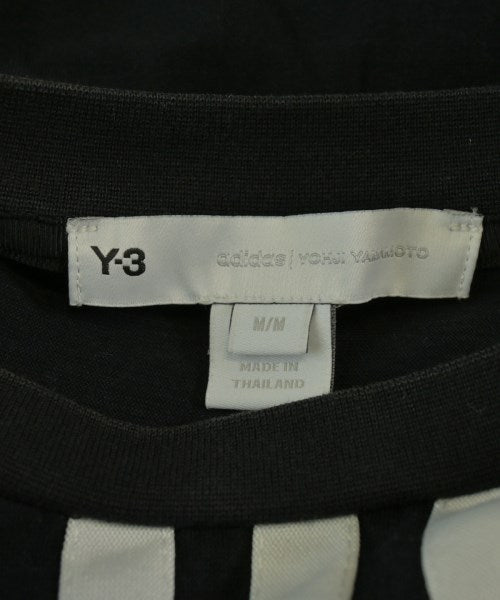 Y-3 adidas | YOHJI YAMAMOTO
M/M
MADE IN
THAILAND